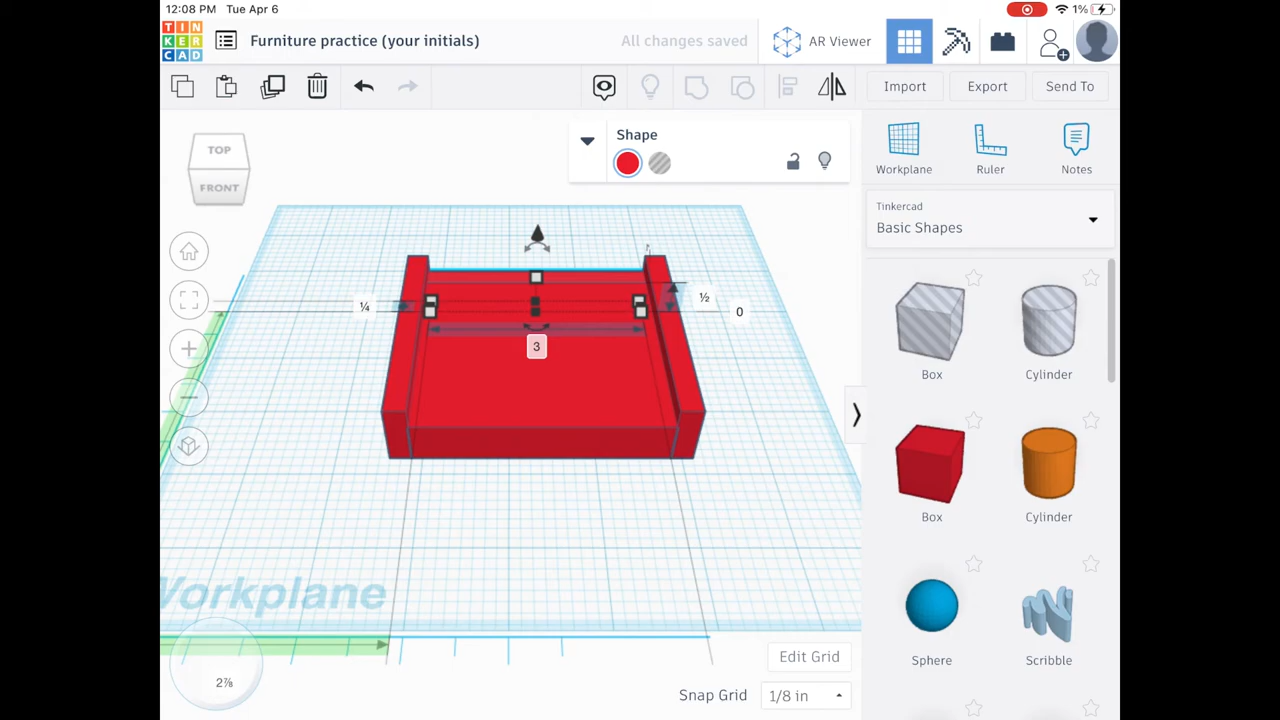 12:08 PM Tue Apr 6
1%
TIN
KER
CAD
Furniture practice (your initials)
All changes saved
AR Viewer
Import
Export
Send To
TOP
FRONT
Shape
Workplane
Ruler
Notes
Tinkercad
Basic Shapes
¼
½
0
3
Box
Cylinder
Box
Cylinder
Sphere
Scribble
Workplane
2⅞
Edit Grid
Snap Grid
1/8 in